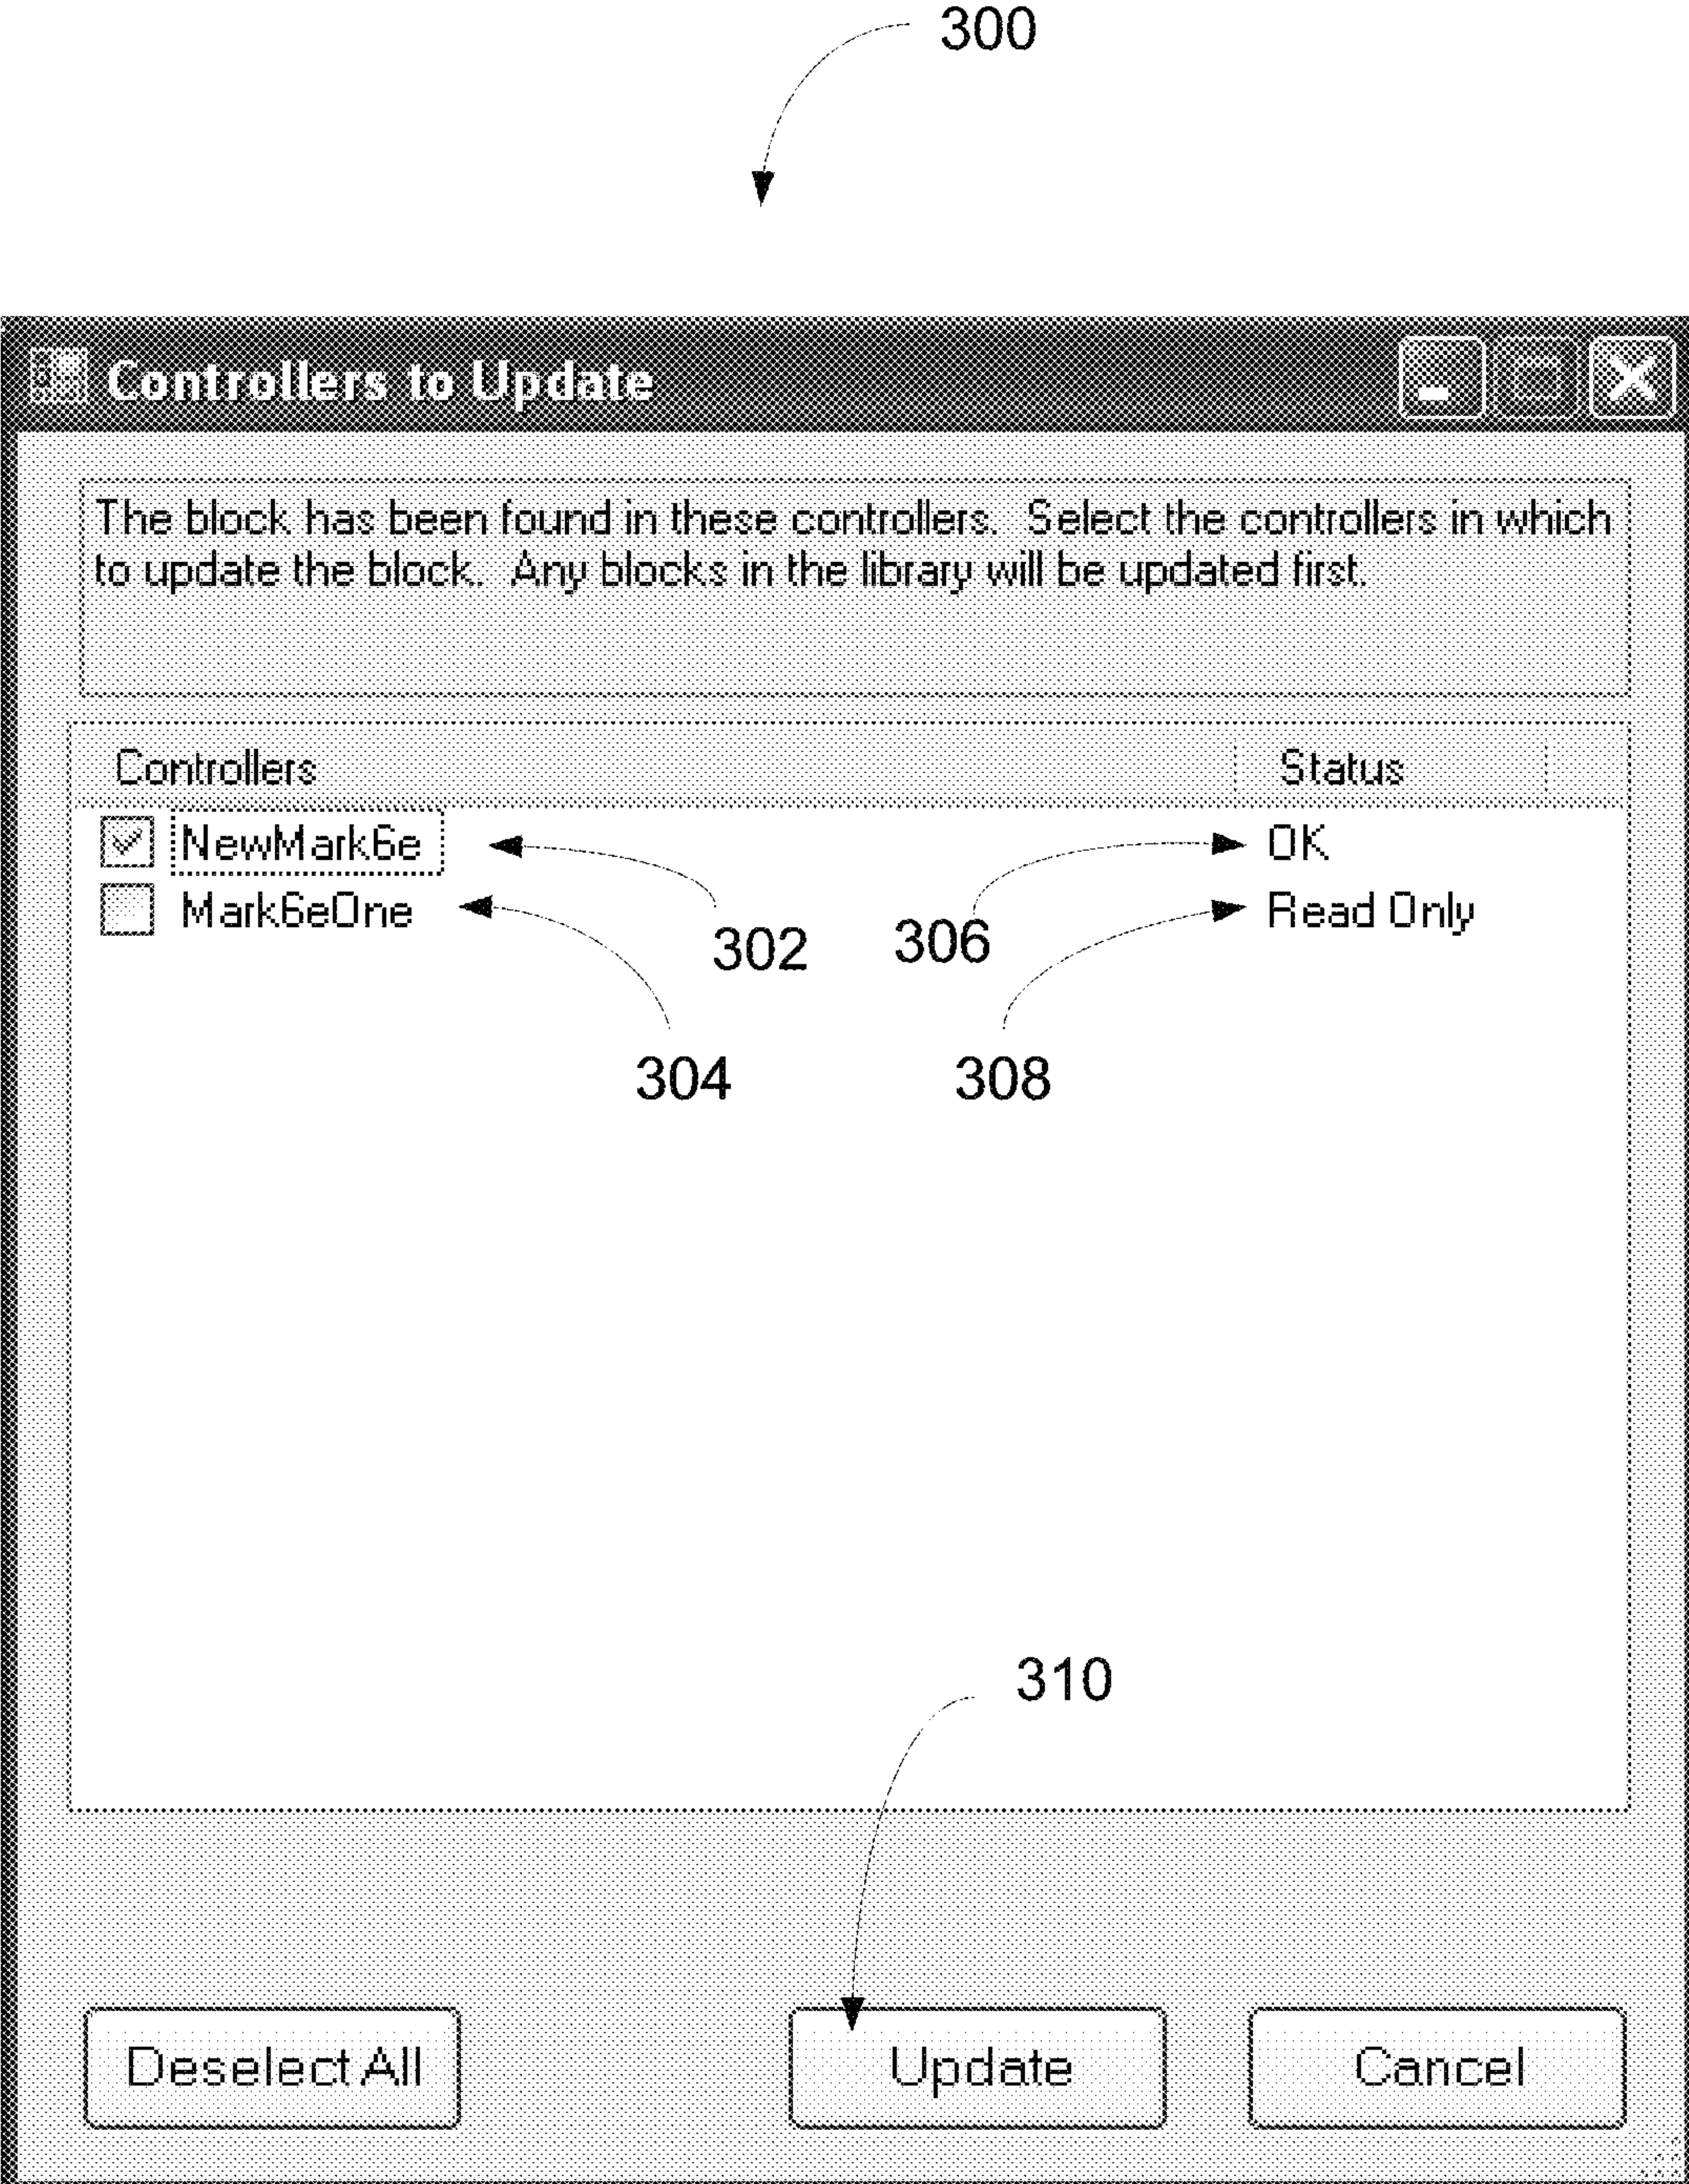 300
Controllers to Update
The block has been found in these controllers. Select the controllers in which
to update the block. Any blocks in the library will be updated first.
Controllers Status
NewMark6e OK
Mark6eOne Read Only
302 306
304 308
310
Deselect All Update Cancel